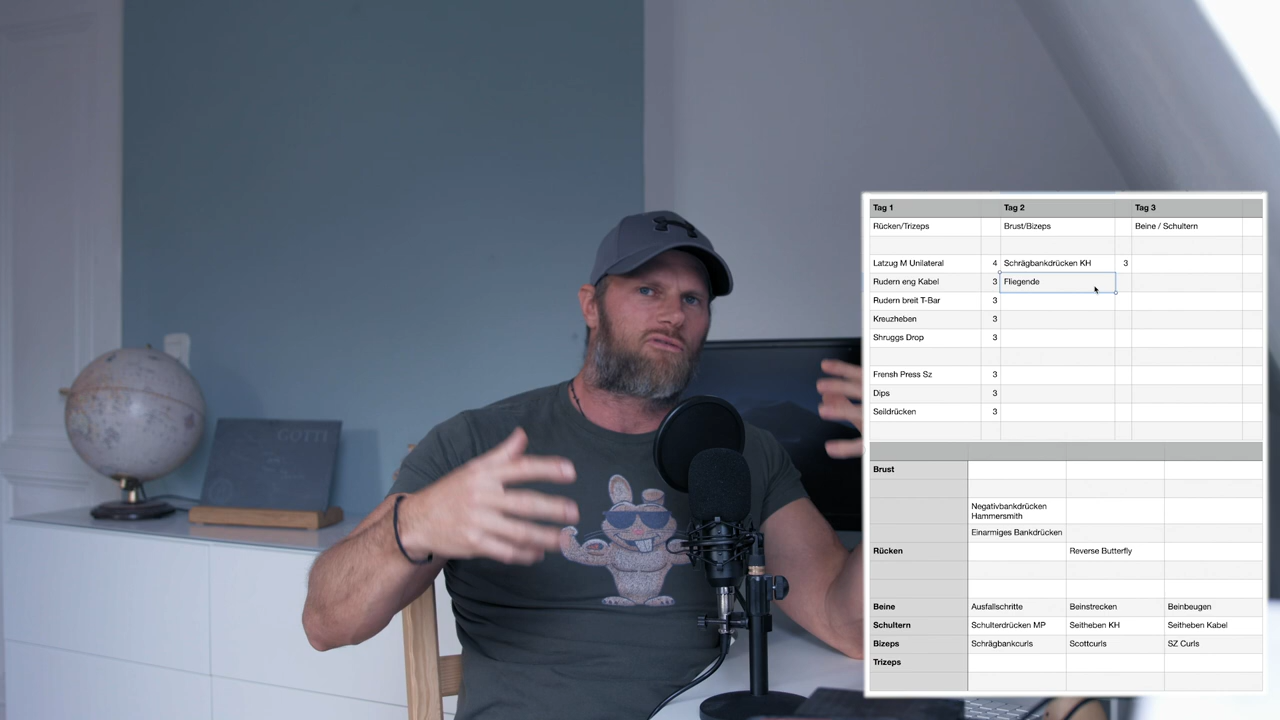 GOTTI
Tag 1 Tag 2 Tag 3
Rücken/Trizeps Brust/Bizeps Beine / Schultern
Latzug M Unilateral 4 Schrägbankdrücken KH 3
Rudern eng Kabel 3 Fliegende
Rudern breit T-Bar 3
Kreuzheben 3
Shruggs Drop 3
Frensh Press Sz 3
Dips 3
Seildrücken 3
Brust
Negativbankdrücken
Hammersmith
Einarmiges Bankdrücken
Rücken Reverse Butterfly
Beine Ausfallschritte Beinstrecken Beinbeugen
Schultern Schulterdrücken MP Seitheben KH Seitheben Kabel
Bizeps Schrägbankcurls Scottcurls SZ Curls
Trizeps